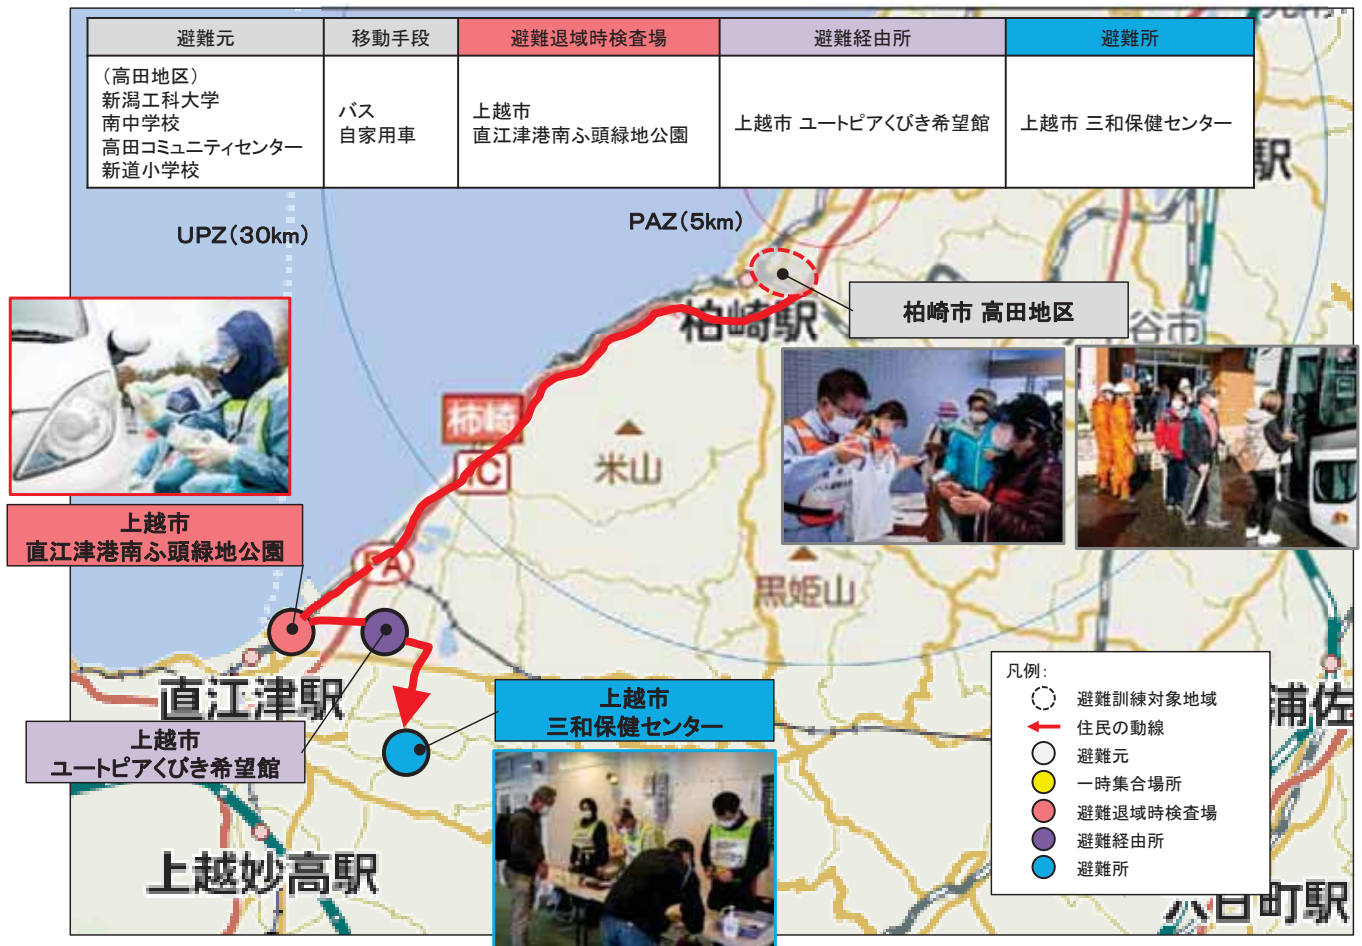 避難元
移動手段
避難退域時検査場
避難経由所
避難所
（高田地区）
新潟工科大学
南中学校
高田コミュニティセンター
新道小学校
バス
自家用車
上越市
直江津港南ふ頭緑地公園
上越市 ユートピアくびき希望館
上越市 三和保健センター
駅
UPZ（30km）
PAZ（5km）
柏崎市 高田地区
柏崎駅
谷市
柿崎
IC
米山
黒姫山
上越市
直江津港南ふ頭緑地公園
PA
直江津駅
上越市
三和保健センター
上越市
ユートピアくびき希望館
上越妙高駅
浦佐
凡例：
避難訓練対象地域
住民の動線
避難元
一時集合場所
避難退域時検査場
避難経由所
避難所
日町駅